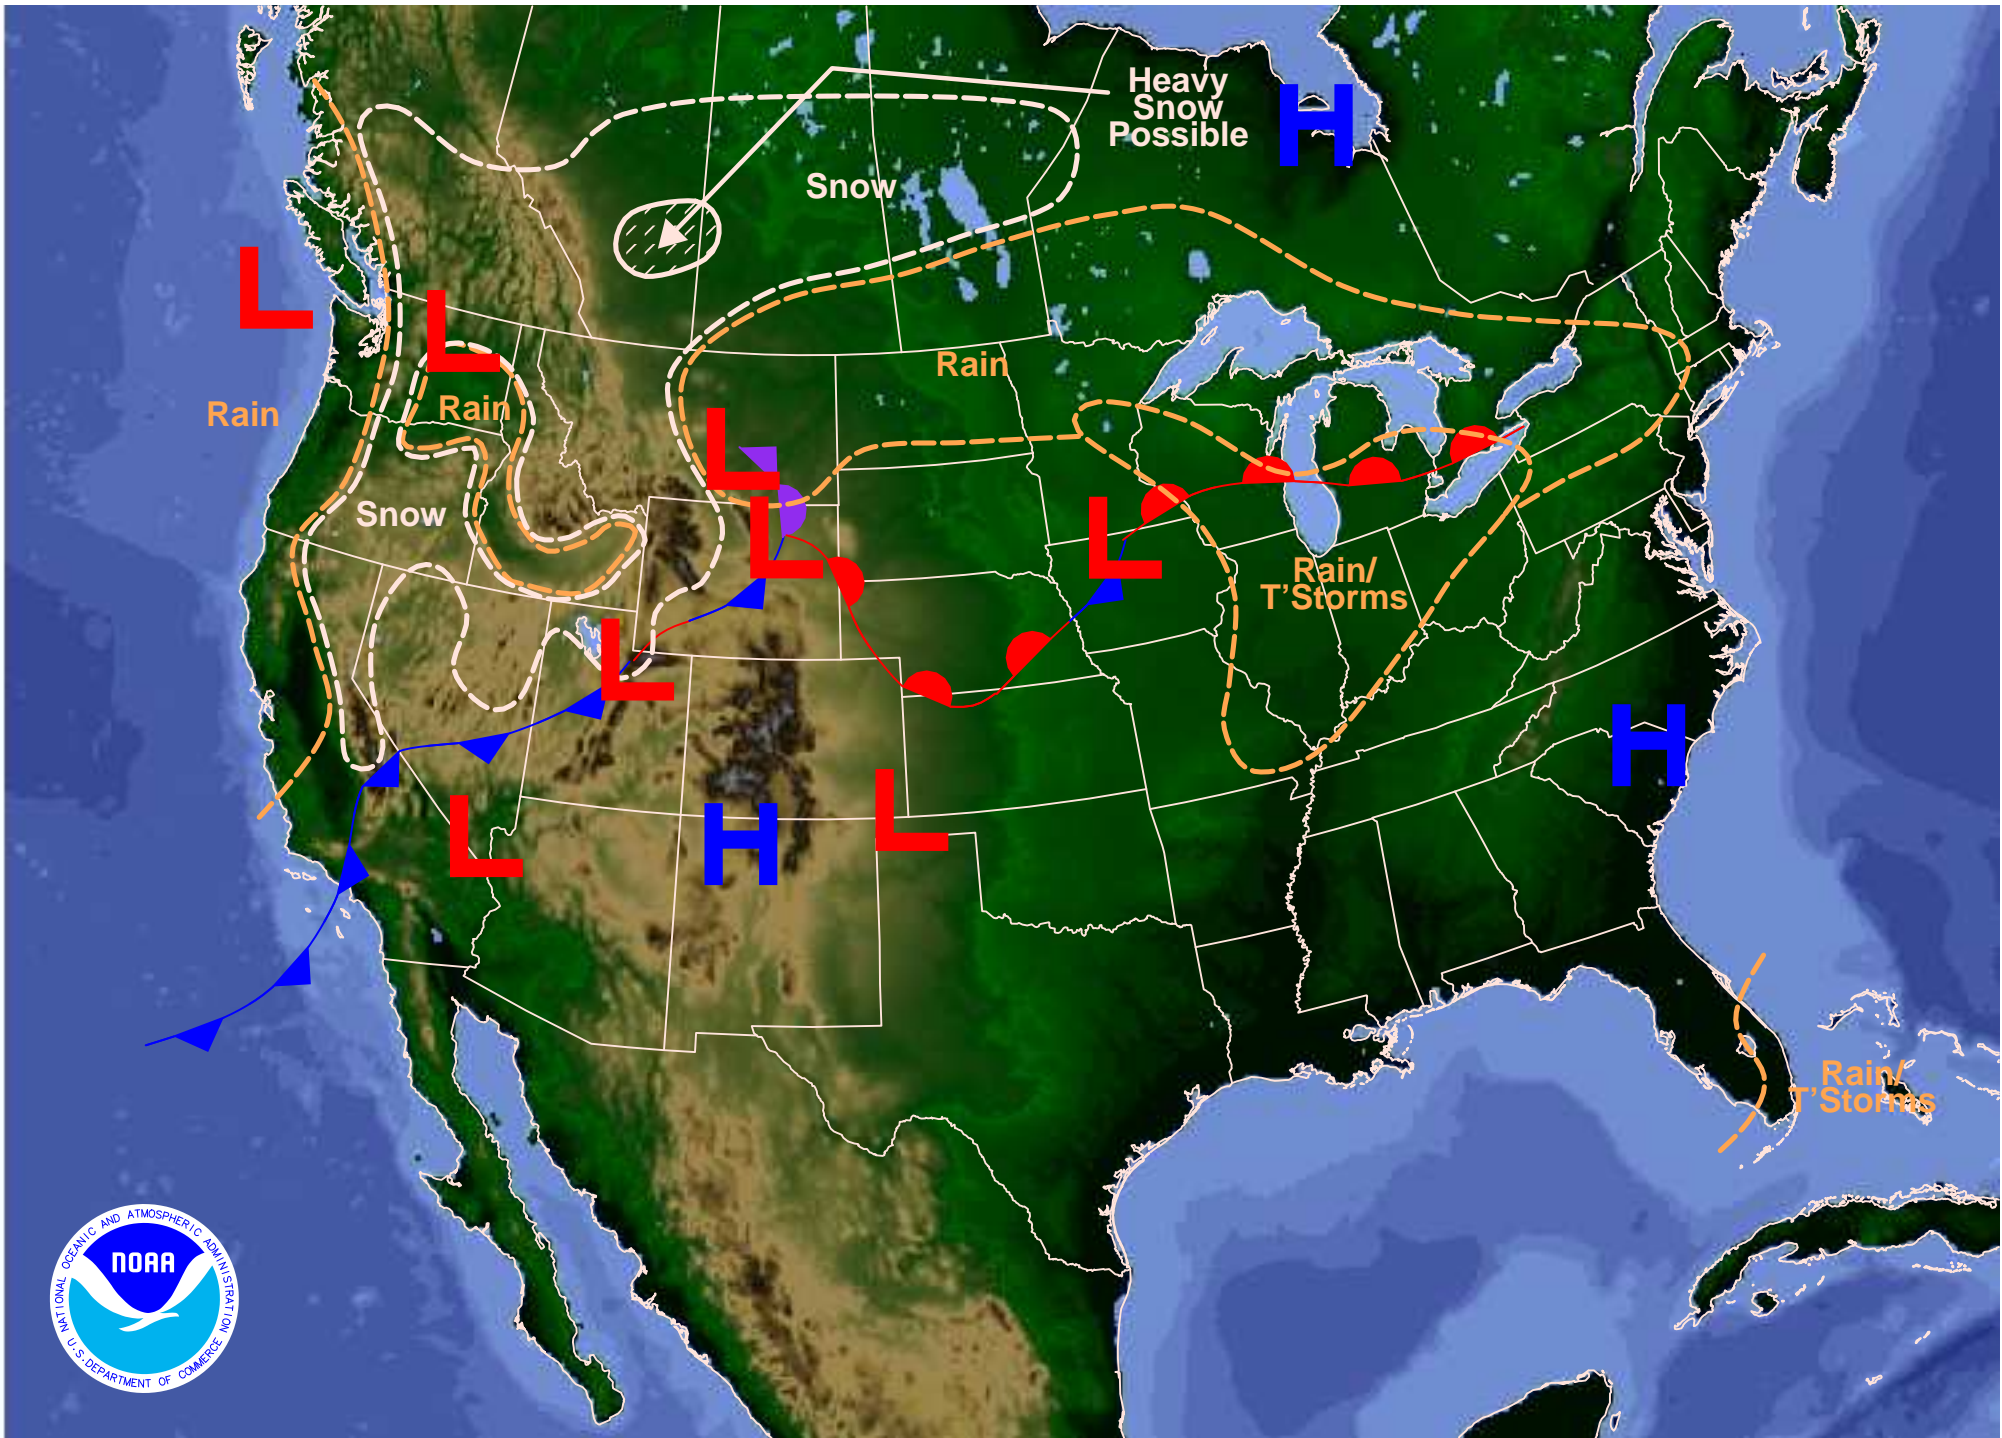 Heavy
Snow
Possible
H
Snow
L
L
Rain
Rain
Rain
L
Snow
L
L
Rain/
T'Storms
L
H
L
L
H
Rain/
T'Storms
NATIONAL OCEANIC AND ATMOSPHERIC ADMINISTRATION
NOAA
U.S. DEPARTMENT OF COMMERCE
L